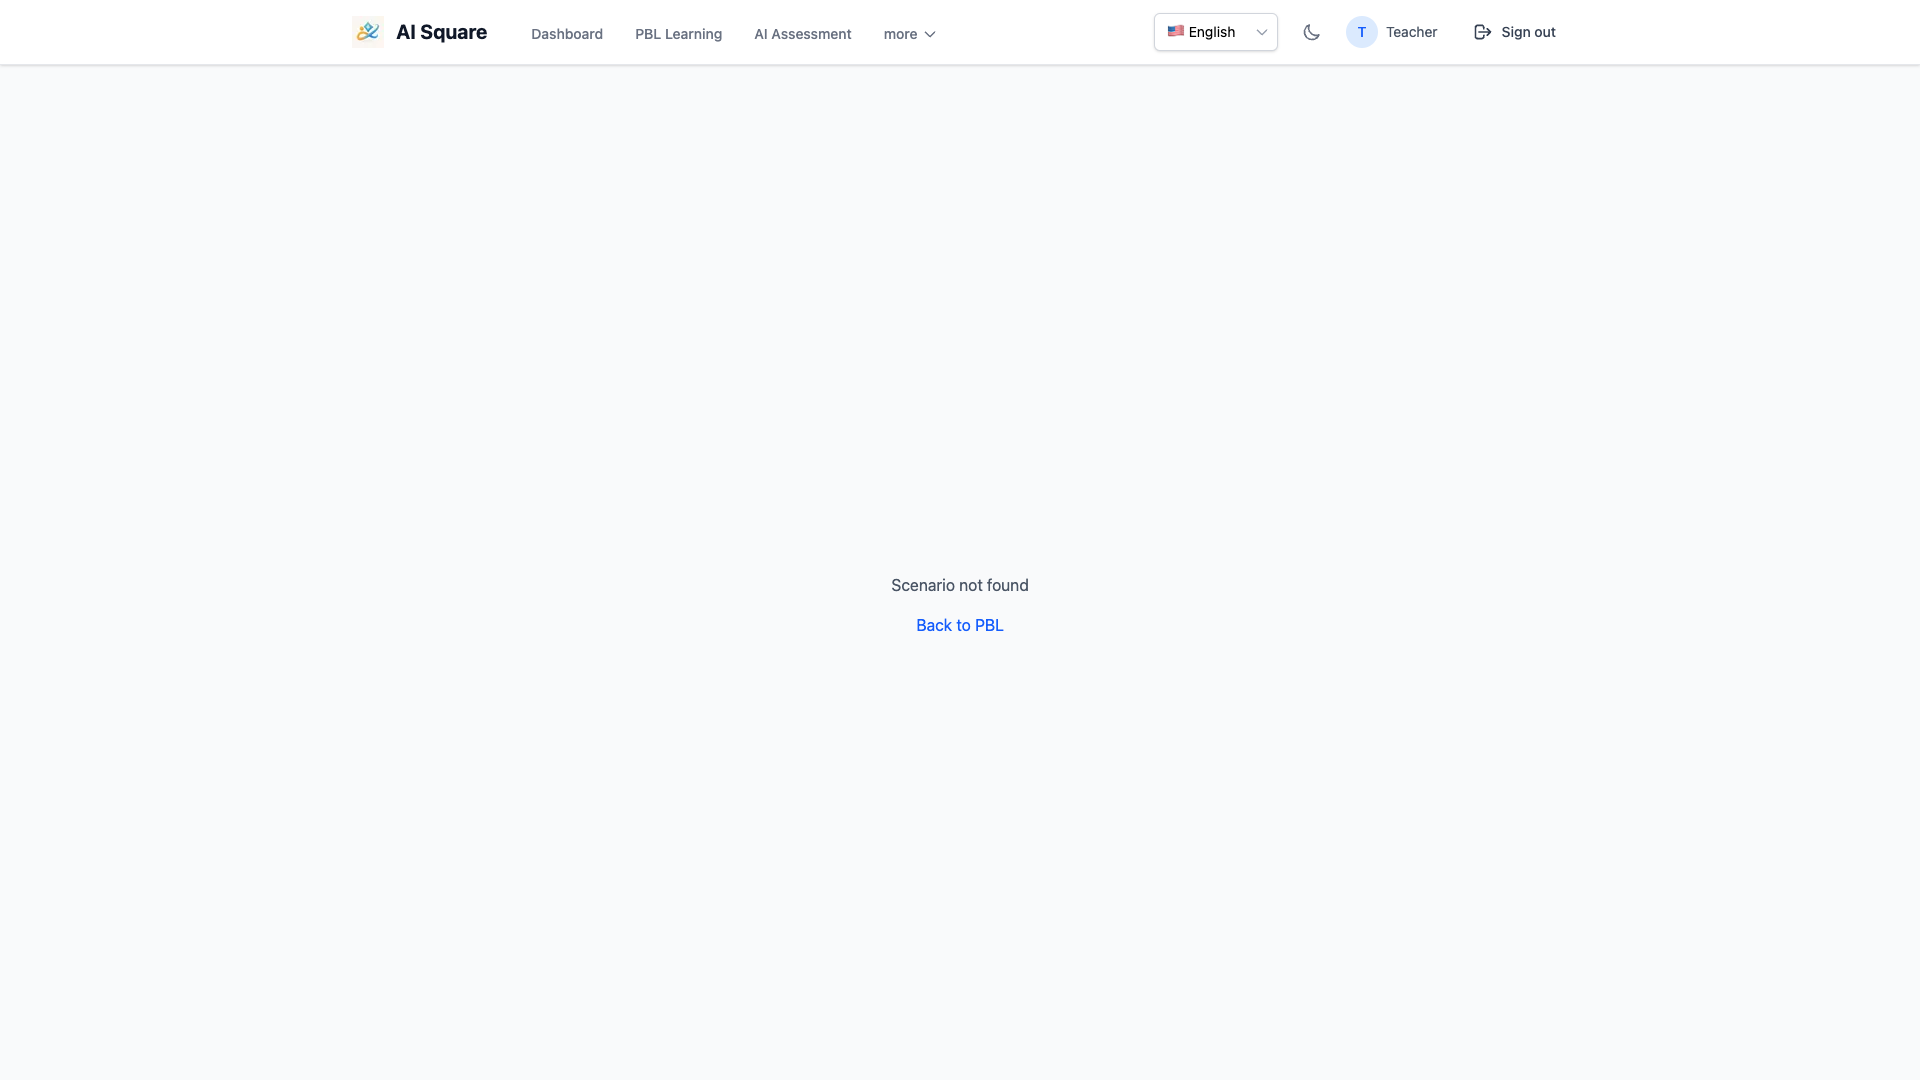 AI Square
Dashboard
PBL Learning
AI Assessment
more
English
T
Teacher
Sign out
Scenario not found
Back to PBL